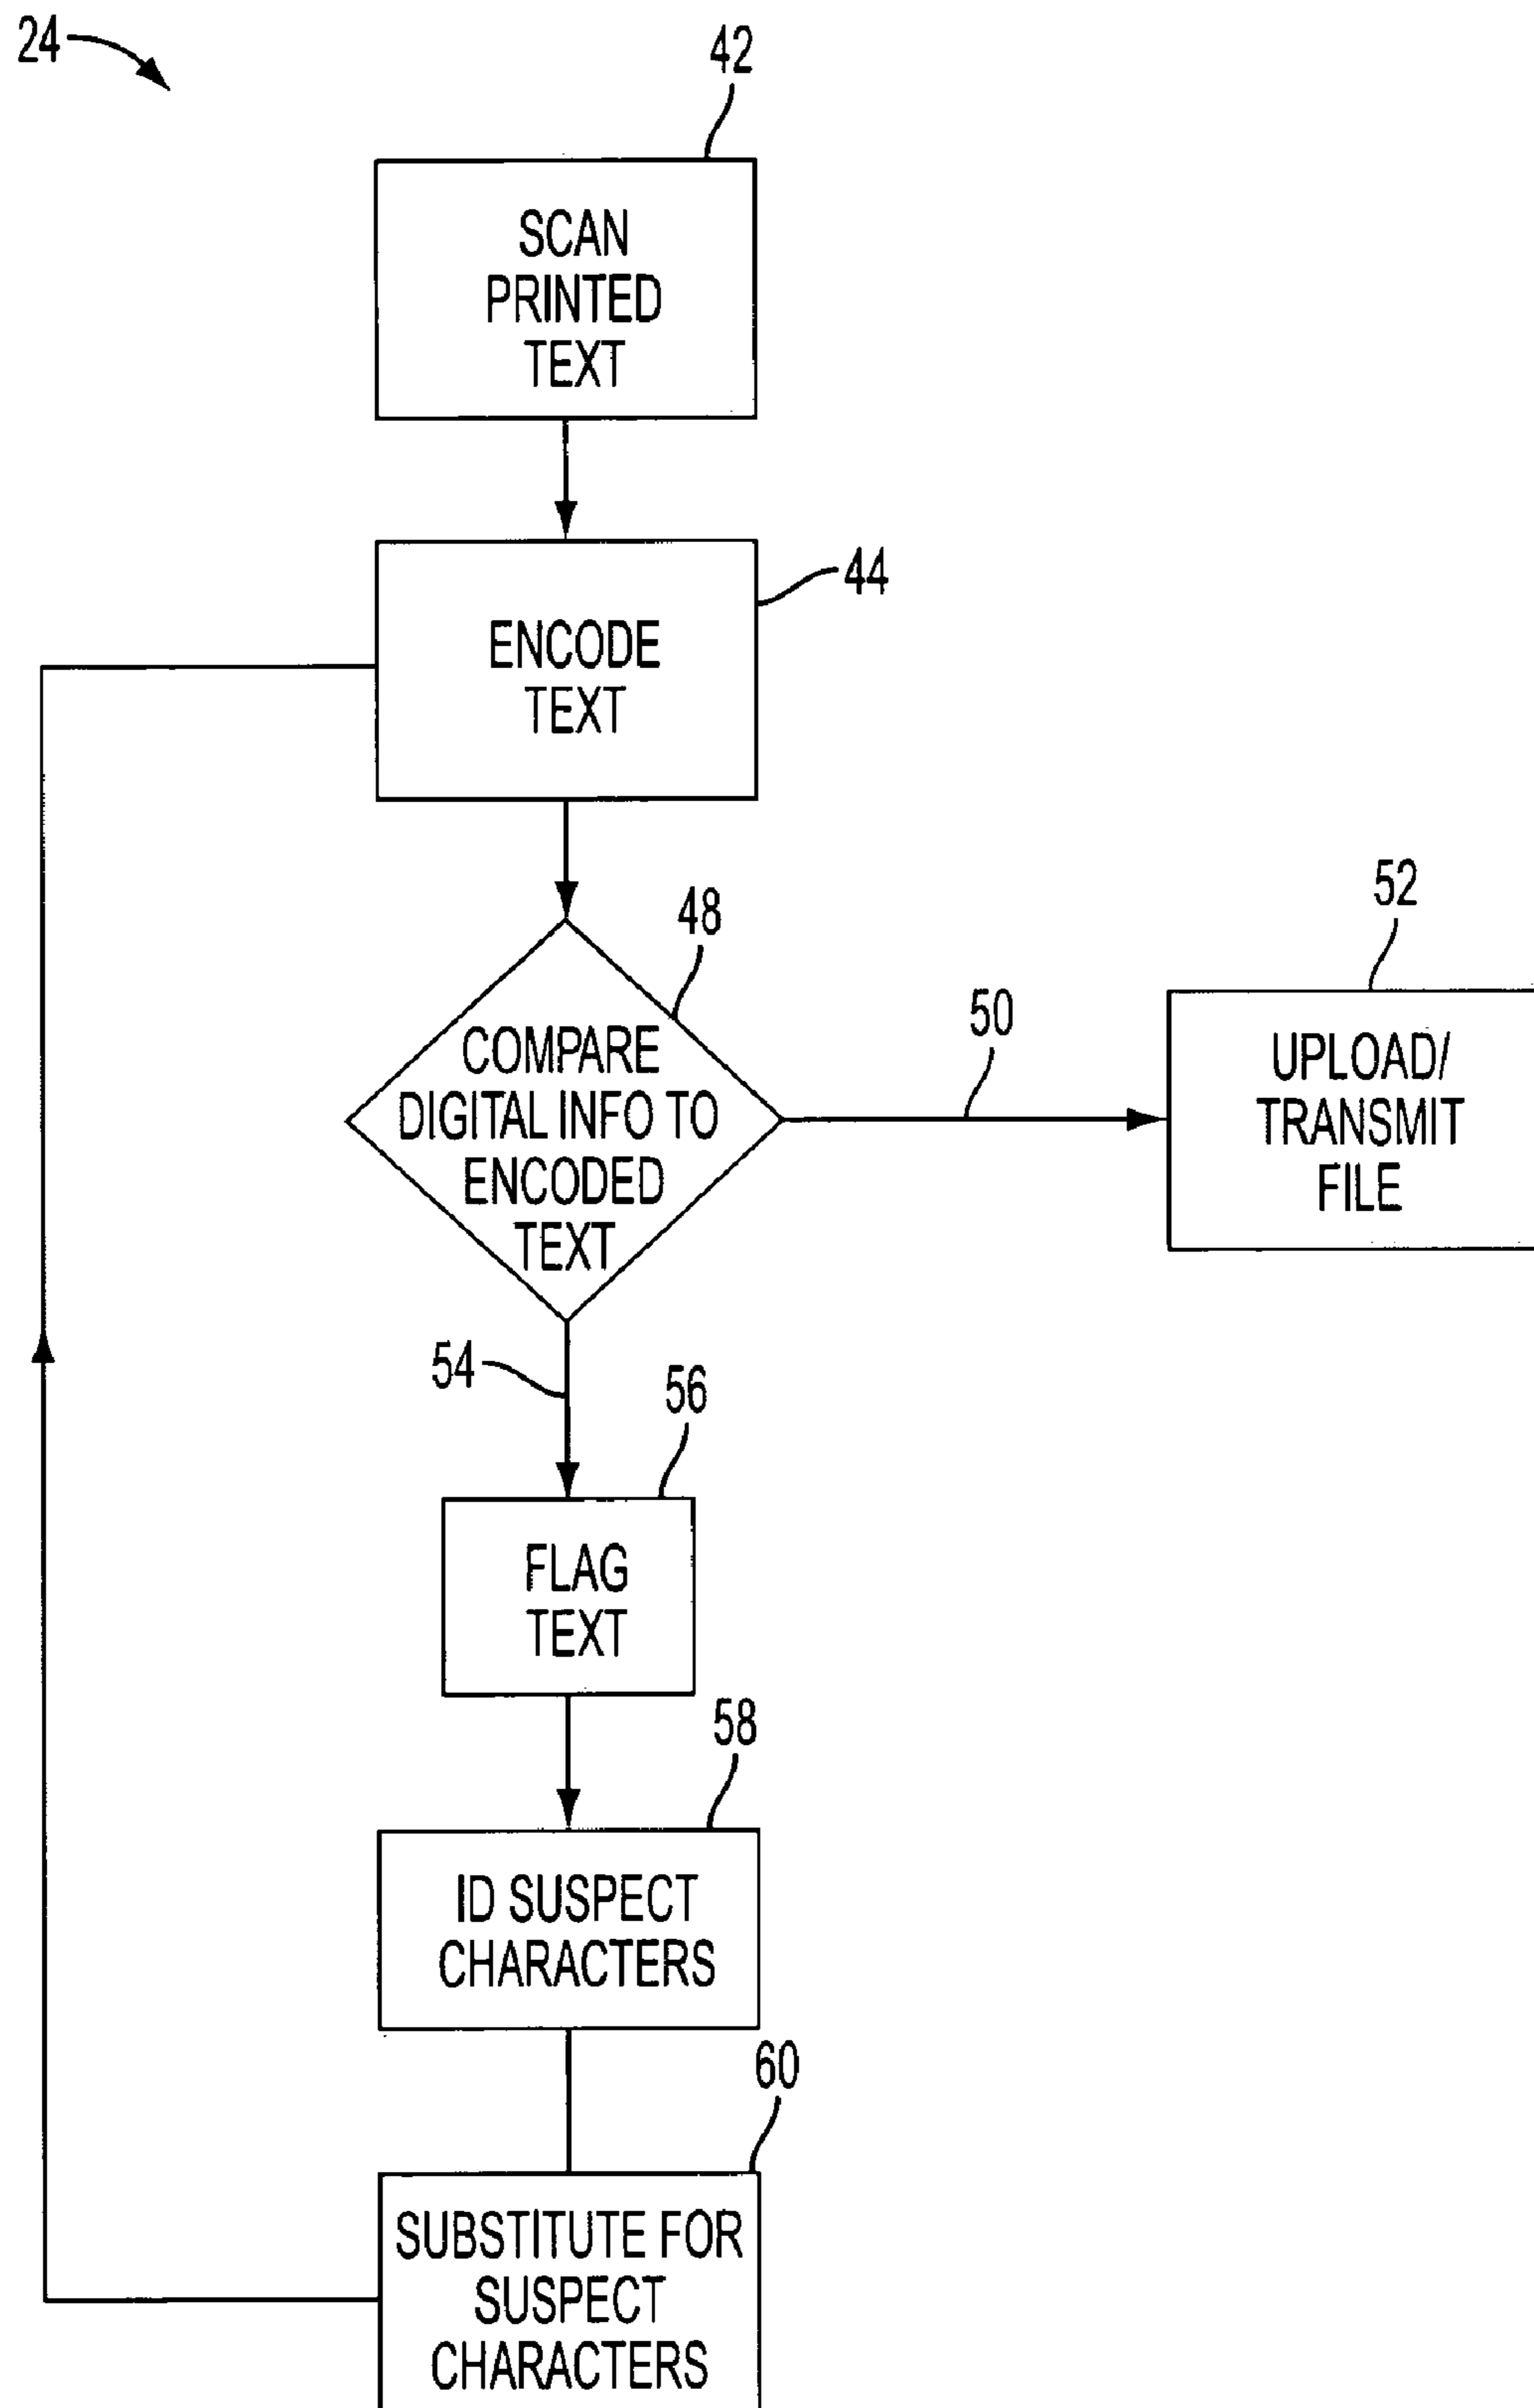 24
42
SCAN
PRINTED
TEXT
44
ENCODE
TEXT
48
COMPARE
DIGITAL INFO TO
ENCODED
TEXT
50
52
UPLOAD/
TRANSMIT
FILE
54
56
FLAG
TEXT
58
ID SUSPECT
CHARACTERS
60
SUBSTITUTE FOR
SUSPECT
CHARACTERS